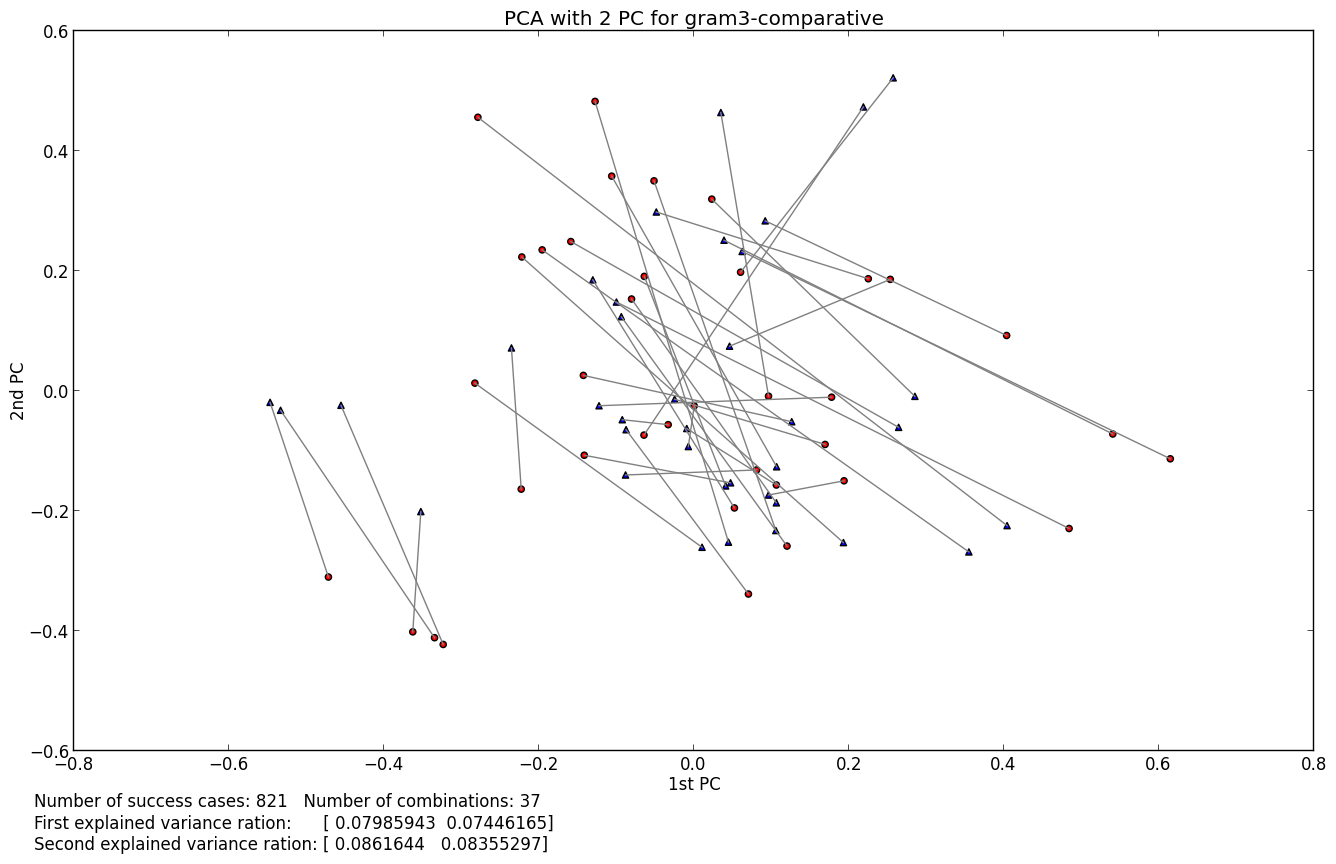 PCA with 2 PC for gram3-comparative
0.6
0.4
0.2
0.0
−0.2
−0.4
−0.6
2nd PC
−0.8 −0.6 −0.4 −0.2 0.0 0.2 0.4 0.6 0.8
1st PC
Number of success cases: 821 Number of combinations: 37
First explained variance ration: [ 0.07985943 0.07446165]
Second explained variance ration: [ 0.0861644 0.08355297]